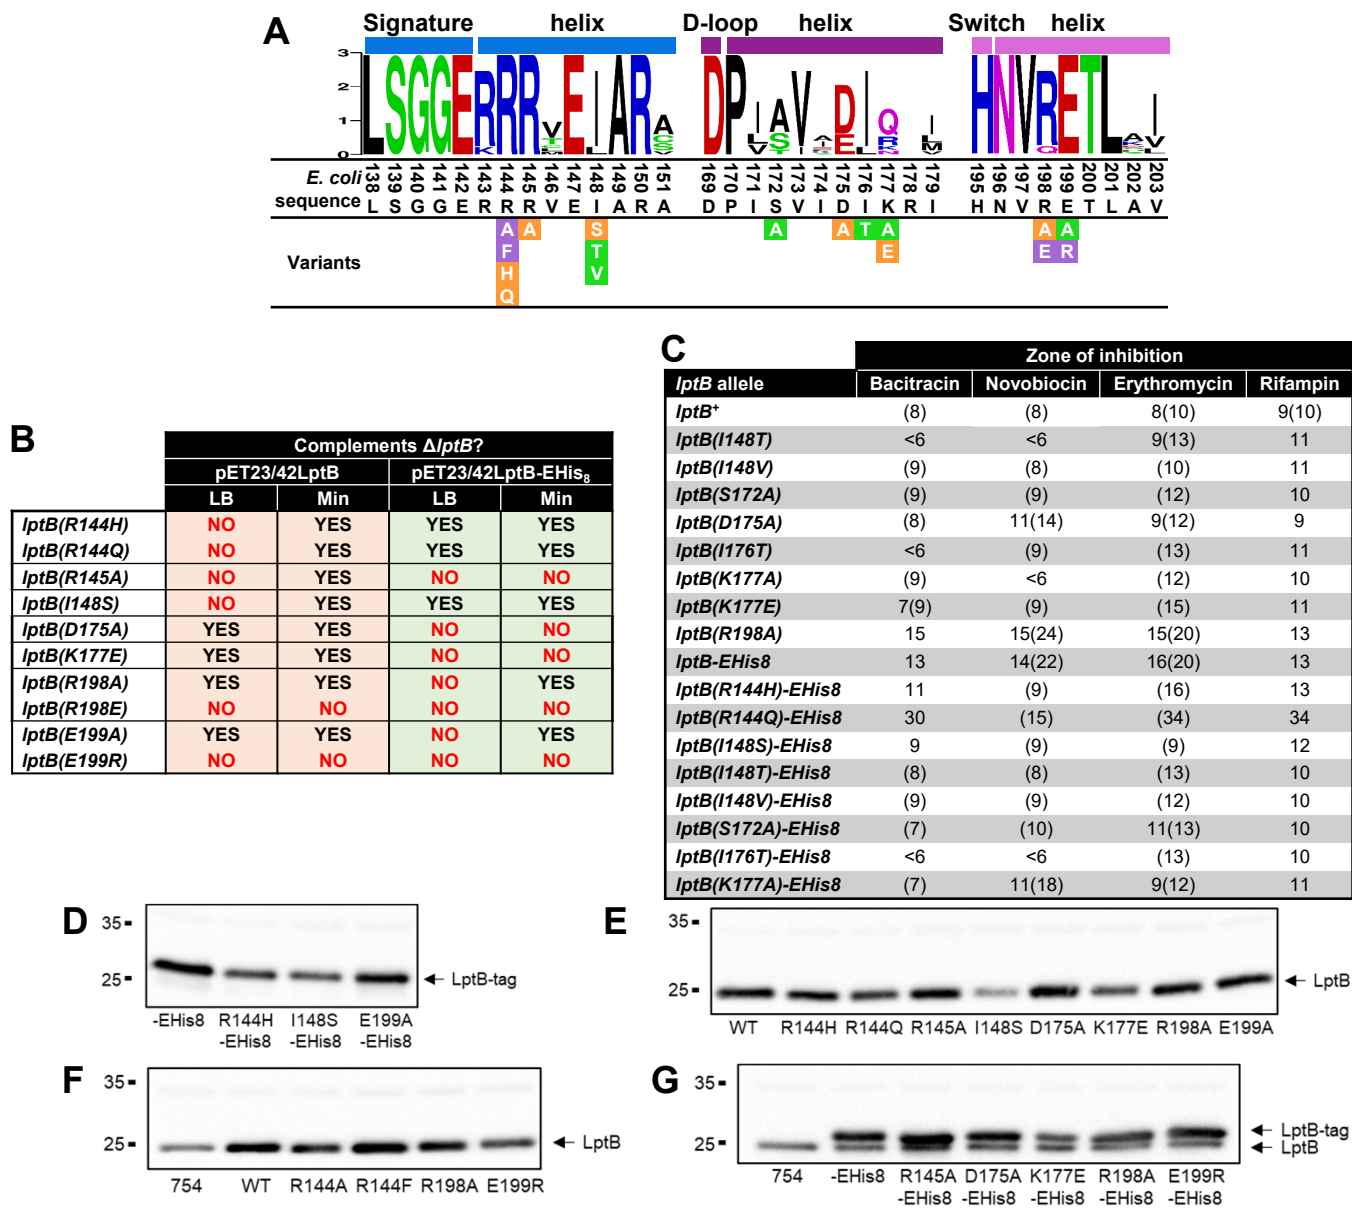 A
Signature helix D-loop helix Switch helix
3
2
1
0
L S G G E R R R V E I A R A D P I A V A D I Q I H N V R E T L A I
138 139 140 141 142 143 144 145 146 147 148 149 150 151 169 170 171 172 173 174 175 176 177 178 179 195 196 197 198 199 200 201 202 203
E. coli sequence L S G G E R R R V E I A R A D P I S V I D I K R I H N V R E T L A V
Variants
A A S A A T A A A
F T E E R
H V
Q
B
Complements ΔlptB?
pET23/42LptB pET23/42LptB-EHis8
LB Min LB Min
lptB(R144H) NO YES YES YES
lptB(R144Q) NO YES YES YES
lptB(R145A) NO YES NO NO
lptB(I148S) NO YES YES YES
lptB(D175A) YES YES NO NO
lptB(K177E) YES YES NO NO
lptB(R198A) YES YES NO YES
lptB(R198E) NO NO NO NO
lptB(E199A) YES YES NO YES
lptB(E199R) NO NO NO NO
C
Zone of inhibition
lptB allele Bacitracin Novobiocin Erythromycin Rifampin
lptB+ (8) (8) 8(10) 9(10)
lptB(I148T) <6 <6 9(13) 11
lptB(I148V) (9) (8) (10) 11
lptB(S172A) (9) (9) (12) 10
lptB(D175A) (8) 11(14) 9(12) 9
lptB(I176T) <6 (9) (13) 11
lptB(K177A) (9) <6 (12) 10
lptB(K177E) 7(9) (9) (15) 11
lptB(R198A) 15 15(24) 15(20) 13
lptB-EHis8 13 14(22) 16(20) 13
lptB(R144H)-EHis8 11 (9) (16) 13
lptB(R144Q)-EHis8 30 (15) (34) 34
lptB(I148S)-EHis8 9 (9) (9) 12
lptB(I148T)-EHis8 (8) (8) (13) 10
lptB(I148V)-EHis8 (9) (9) (12) 10
lptB(S172A)-EHis8 (7) (10) 11(13) 10
lptB(I176T)-EHis8 <6 <6 (13) 10
lptB(K177A)-EHis8 (7) 11(18) 9(12) 11
D
35
25
LptB-tag
-EHis8 R144H I148S E199A
-EHis8 -EHis8 -EHis8
E
35
25
LptB
WT R144H R144Q R145A I148S D175A K177E R198A E199A
F
35
25
LptB
754 WT R144A R144F R198A E199R
G
35
25
LptB-tag
LptB
754 -EHis8 R145A D175A K177E R198A E199R
-EHis8 -EHis8 -EHis8 -EHis8 -EHis8